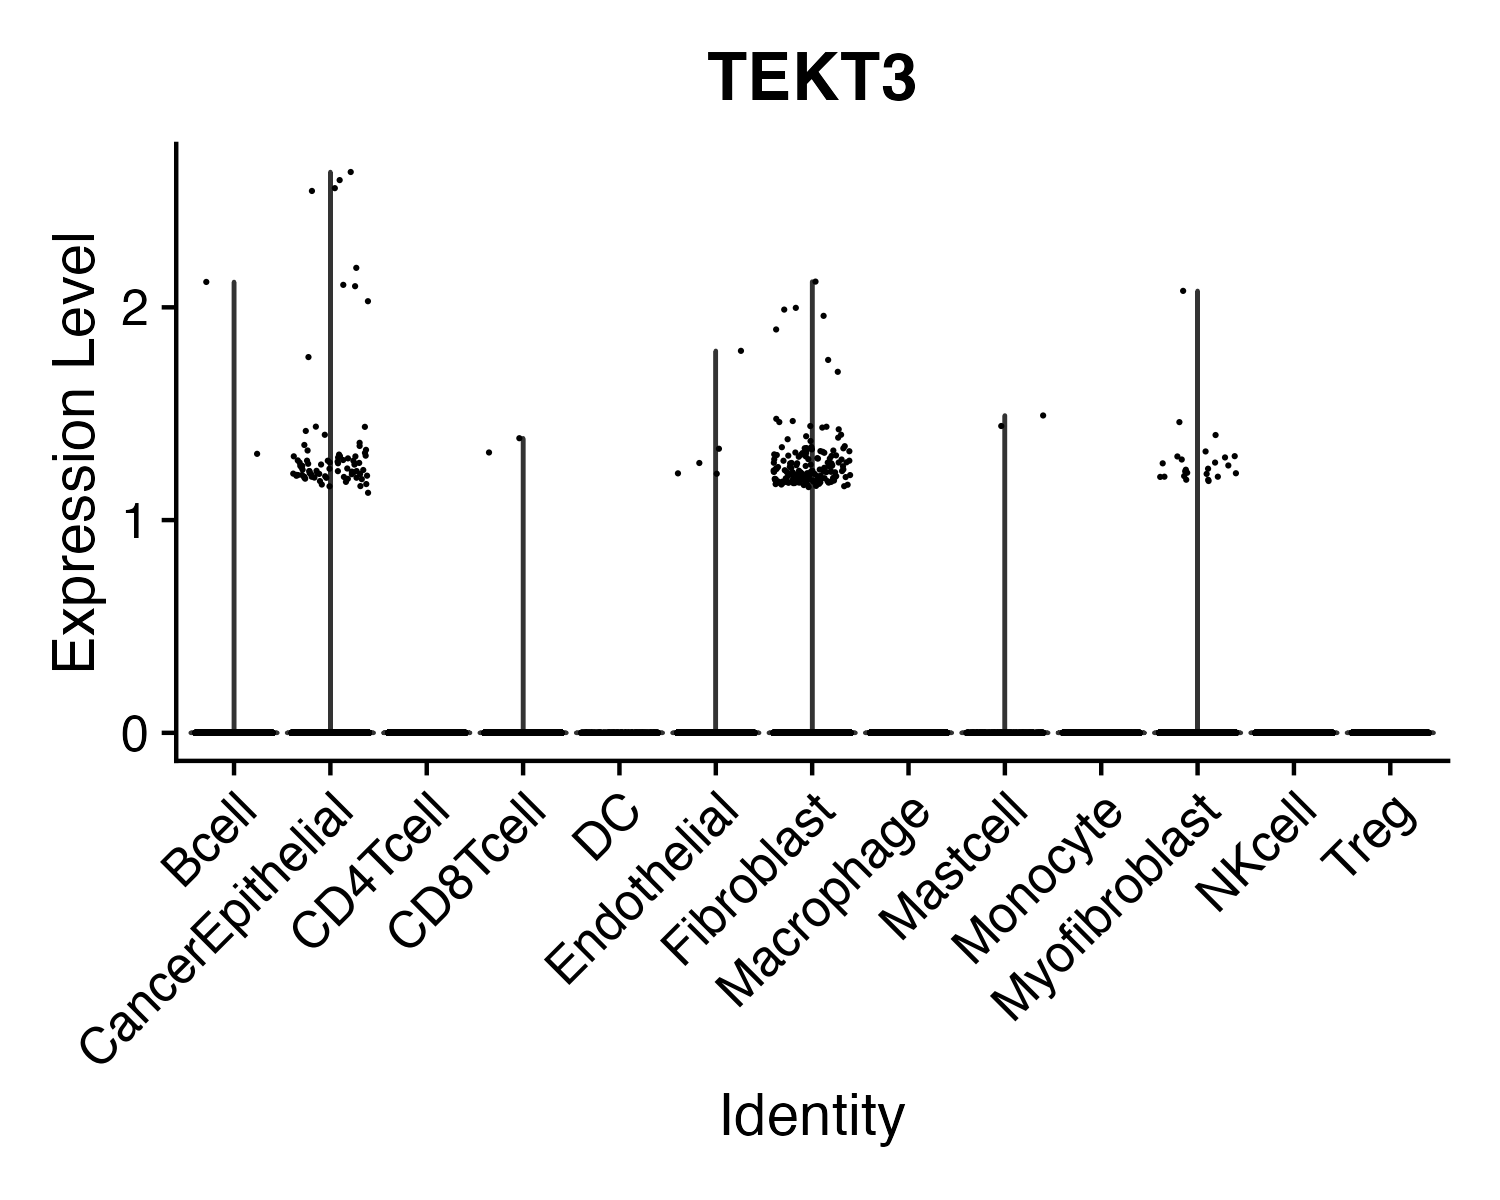 TEKT3
Expression Level
2
1
0
Bcell
CancerEpithelial
CD4Tcell
CD8Tcell
DC
Endothelial
Fibroblast
Macrophage
Mastcell
Monocyte
Myofibroblast
NKcell
Treg
Identity